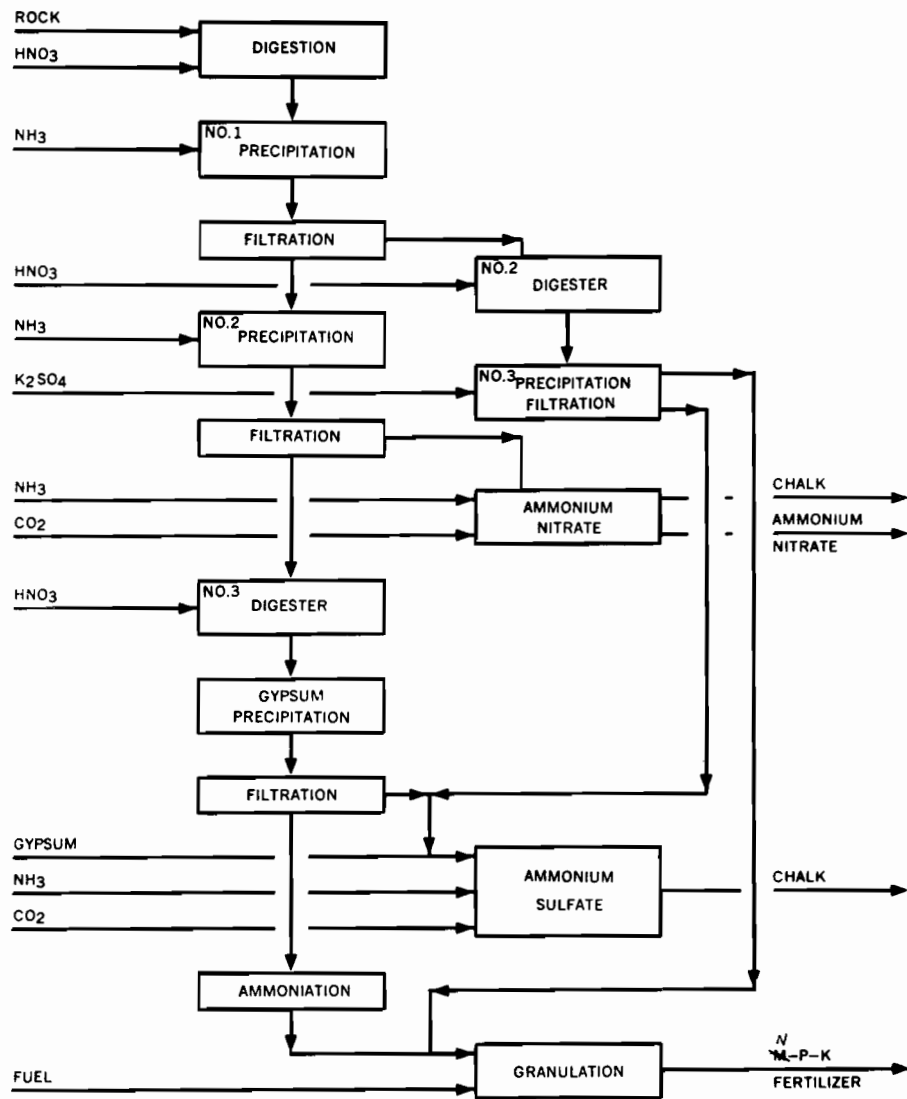 ROCK
DIGESTION
HNO3
NH3
NO.1
PRECIPITATION
FILTRATION
HNO3
NO.2
DIGESTER
NH3
NO.2
PRECIPITATION
K2SO4
NO.3
PRECIPITATION
FILTRATION
FILTRATION
NH3
AMMONIUM
NITRATE
CHALK
CO2
AMMONIUM
NITRATE
HNO3
NO.3
DIGESTER
GYPSUM
PRECIPITATION
FILTRATION
GYPSUM
NH3
AMMONIUM
SULFATE
CHALK
CO2
AMMONIATION
N
M-P-K
FERTILIZER
GRANULATION
FUEL